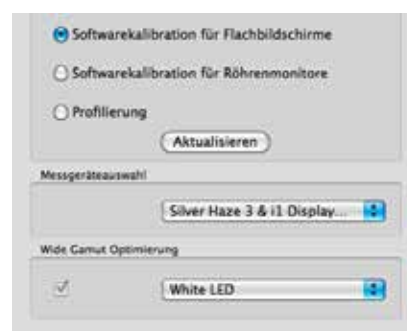 Softwarekalibration für Flachbildschirme
Softwarekalibration für Röhrenmonitore
Profilierung
Aktualisieren
Messgeräteauswahl
Silver Haze 3 & i1 Display...
Wide Gamut Optimierung
White LED